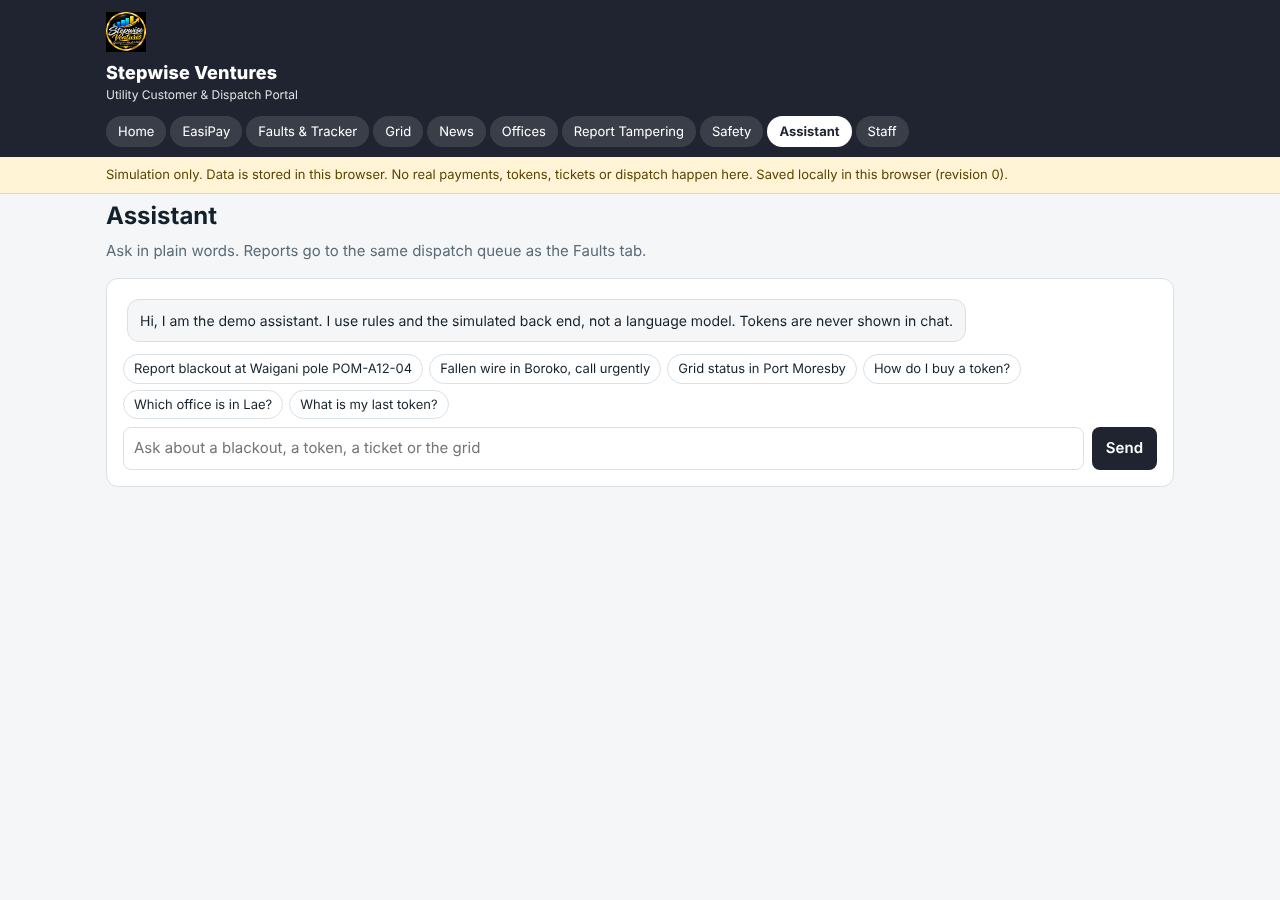 Stepwise
Ventures
Stepwise Ventures
Utility Customer & Dispatch Portal
Home EasiPay Faults & Tracker Grid News Offices Report Tampering Safety Assistant Staff
Simulation only. Data is stored in this browser. No real payments, tokens, tickets or dispatch happen here. Saved locally in this browser (revision 0).
Assistant
Ask in plain words. Reports go to the same dispatch queue as the Faults tab.
Hi, I am the demo assistant. I use rules and the simulated back end, not a language model. Tokens are never shown in chat.
Report blackout at Waigani pole POM-A12-04 Fallen wire in Boroko, call urgently Grid status in Port Moresby How do I buy a token?
Which office is in Lae? What is my last token?
Ask about a blackout, a token, a ticket or the grid Send